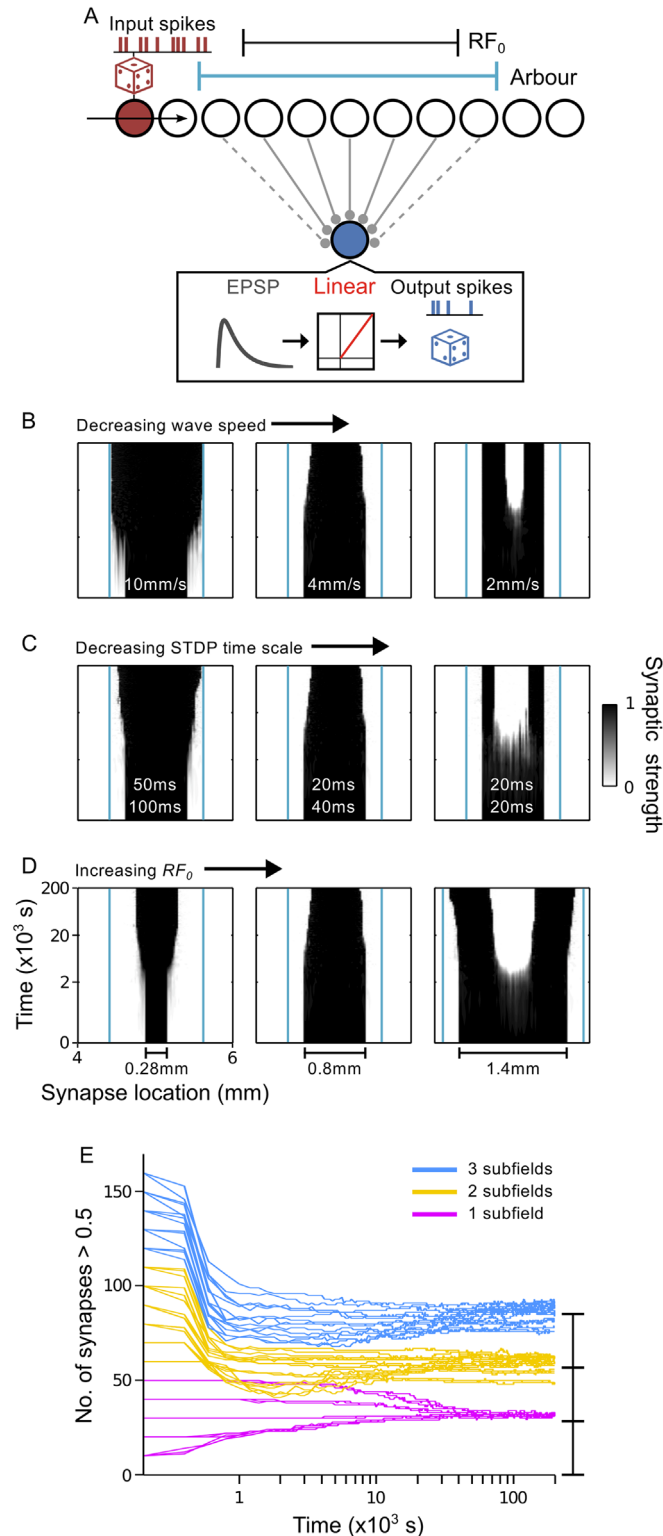 A
Input spikes
RF0
Arbour
EPSP Linear Output spikes
B
Decreasing wave speed
10mm/s 4mm/s 2mm/s
C
Decreasing STDP time scale
50ms 20ms 20ms
100ms 40ms 20ms
1
0
Synaptic strength
D
Increasing RF0
200
20
2
0
Time (x10³ s)
4 6
0.28mm 0.8mm 1.4mm
Synapse location (mm)
E
3 subfields
2 subfields
1 subfield
150
100
50
0
No. of synapses > 0.5
1 10 100
Time (x10³ s)